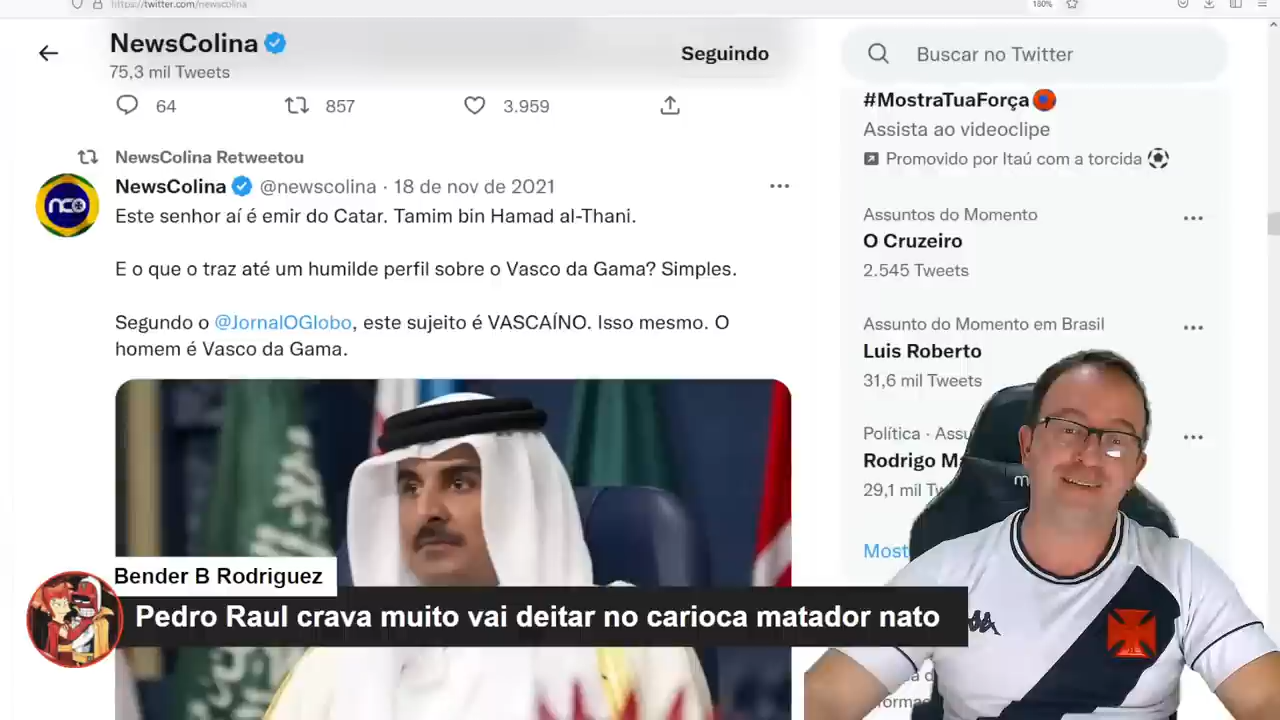 https://twitter.com/newscolina
180%
NewsColina
75,3 mil Tweets
Seguindo
Buscar no Twitter
64
857
3.959
NewsColina Retweetou
NewsColina @newscolina · 18 de nov de 2021
Este senhor aí é emir do Catar. Tamim bin Hamad al-Thani.
E o que o traz até um humilde perfil sobre o Vasco da Gama? Simples.
Segundo o @JornalOGlobo, este sujeito é VASCAÍNO. Isso mesmo. O
homem é Vasco da Gama.
nco
#MostraTuaForça
Assista ao videoclipe
Promovido por Itaú com a torcida
Assuntos do Momento
O Cruzeiro
2.545 Tweets
Assunto do Momento em Brasil
Luis Roberto
31,6 mil Tweets
Política · Assu
Rodrigo M
29,1 mil Tw
Most
Bender B Rodriguez
Pedro Raul crava muito vai deitar no carioca matador nato